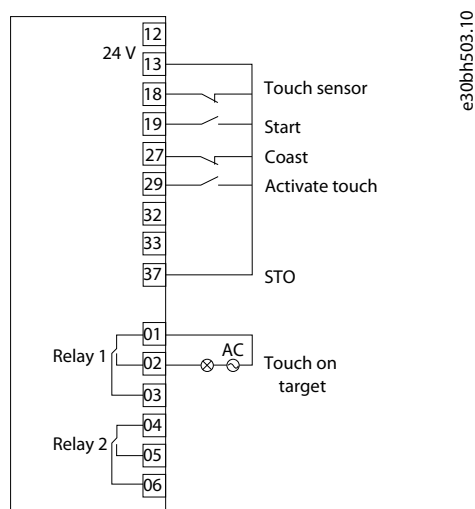 12
24 V
13
18
Touch sensor
19
Start
27
Coast
29
Activate touch
32
33
37
STO
01
Relay 1
02
AC
Touch on
target
03
04
Relay 2
05
06
e30bh503.10